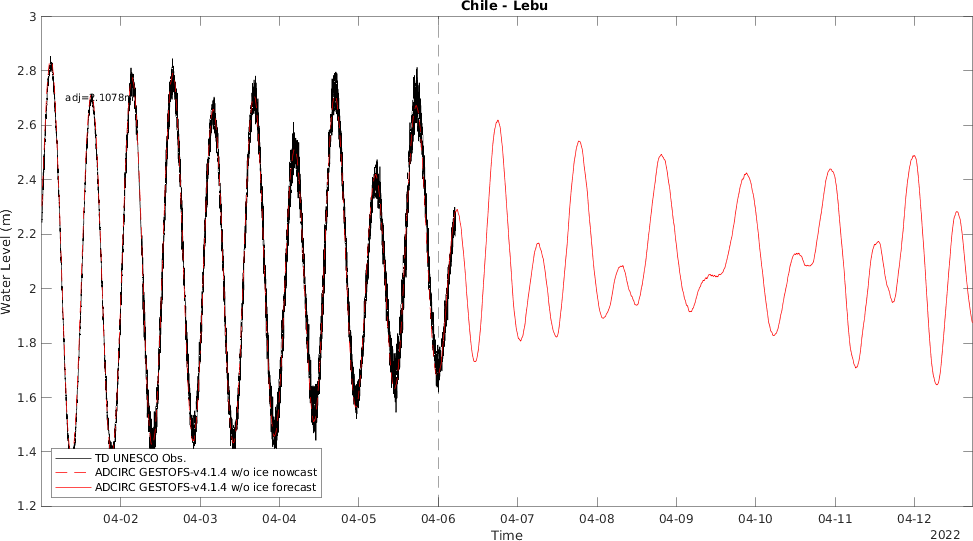 Chile - Lebu
3
2.8
2.6
2.4
2.2
2
1.8
1.6
1.4
1.2
Water Level (m)
TD UNESCO Obs.
ADCIRC GESTOFS-v4.1.4 w/o ice nowcast
ADCIRC GESTOFS-v4.1.4 w/o ice forecast
04-02 04-03 04-04 04-05 04-06 04-07 04-08 04-09 04-10 04-11 04-12
Time
2022